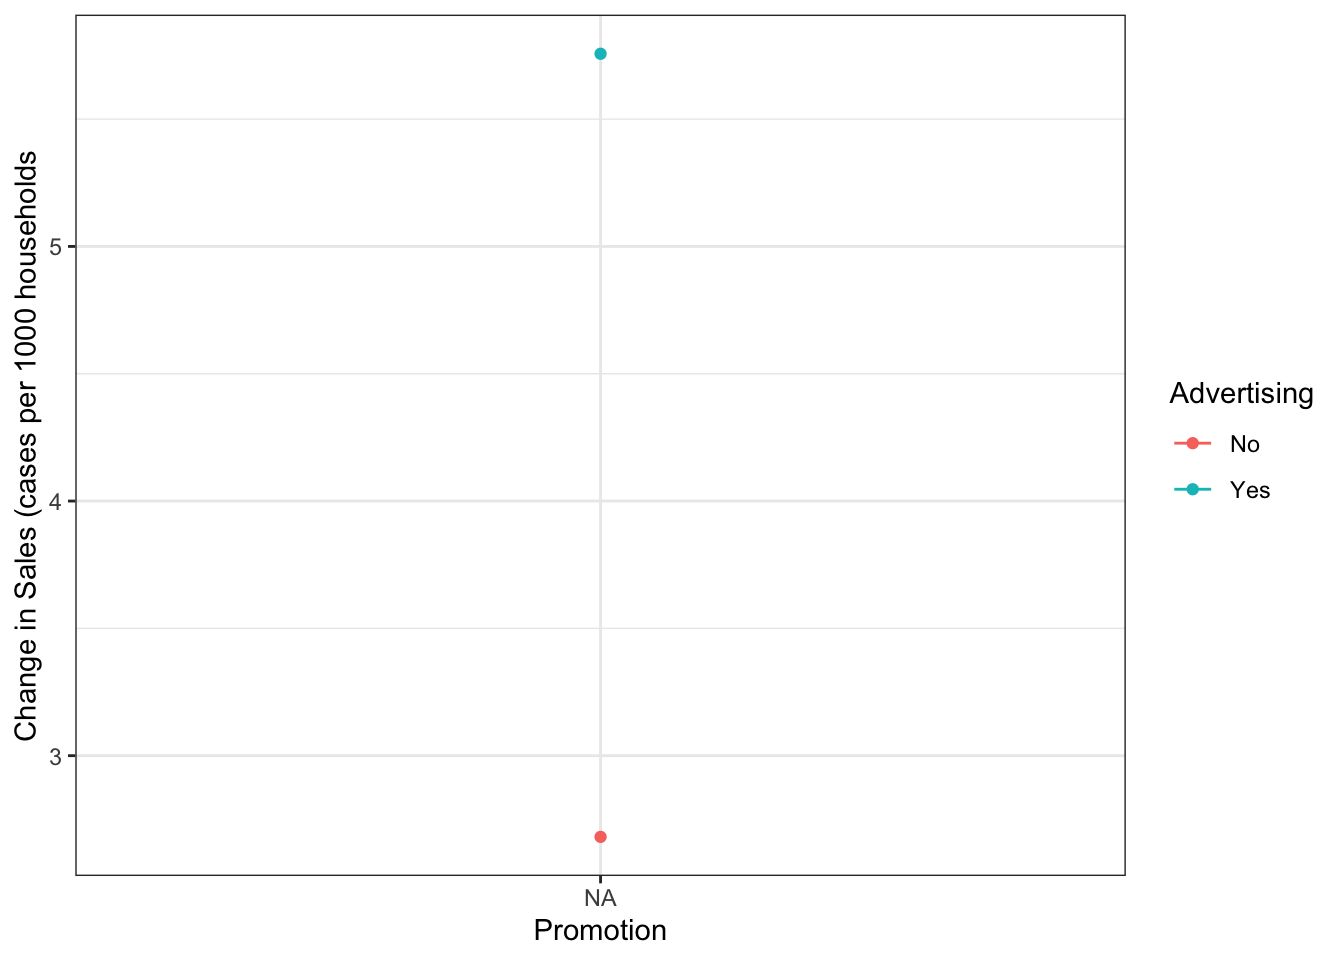 Change in Sales (cases per 1000 households
5
4
3
NA
Promotion
Advertising
No
Yes